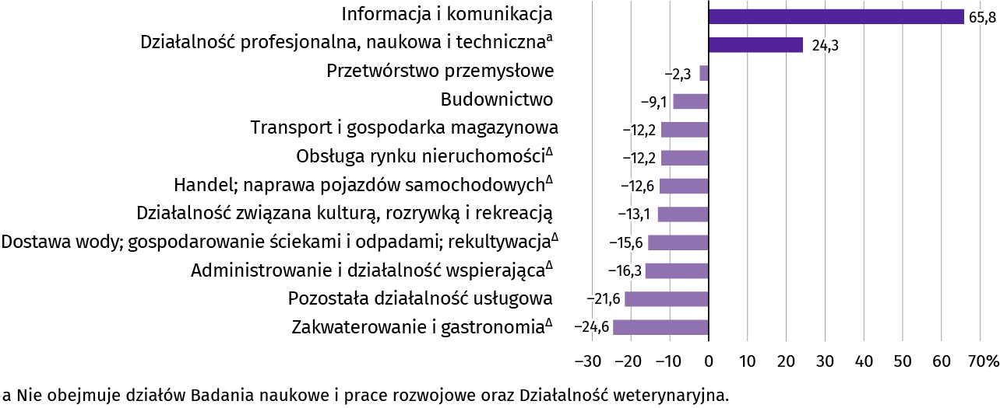 Informacja i komunikacja 65,8
Działalność profesjonalna, naukowa i technicznaᵃ 24,3
Przetwórstwo przemysłowe –2,3
Budownictwo –9,1
Transport i gospodarka magazynowa –12,2
Obsługa rynku nieruchomości∆ –12,2
Handel; naprawa pojazdów samochodowych∆ –12,6
Działalność związana kulturą, rozrywką i rekreacją –13,1
Dostawa wody; gospodarowanie ściekami i odpadami; rekultywacja∆ –15,6
Administrowanie i działalność wspierająca∆ –16,3
Pozostała działalność usługowa –21,6
Zakwaterowanie i gastronomia∆ –24,6
–30 –20 –10 0 10 20 30 40 50 60 70%
a Nie obejmuje działów Badania naukowe i prace rozwojowe oraz Działalność weterynaryjna.